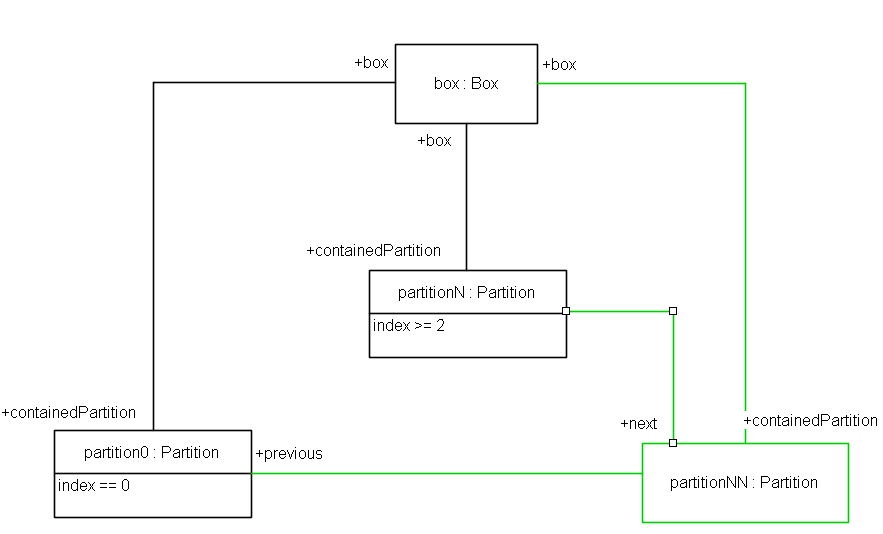 +box
box : Box
+box
+box
+containedPartition
partitionN : Partition
index >= 2
+containedPartition
+next
+containedPartition
partition0 : Partition
+previous
index == 0
partitionNN : Partition